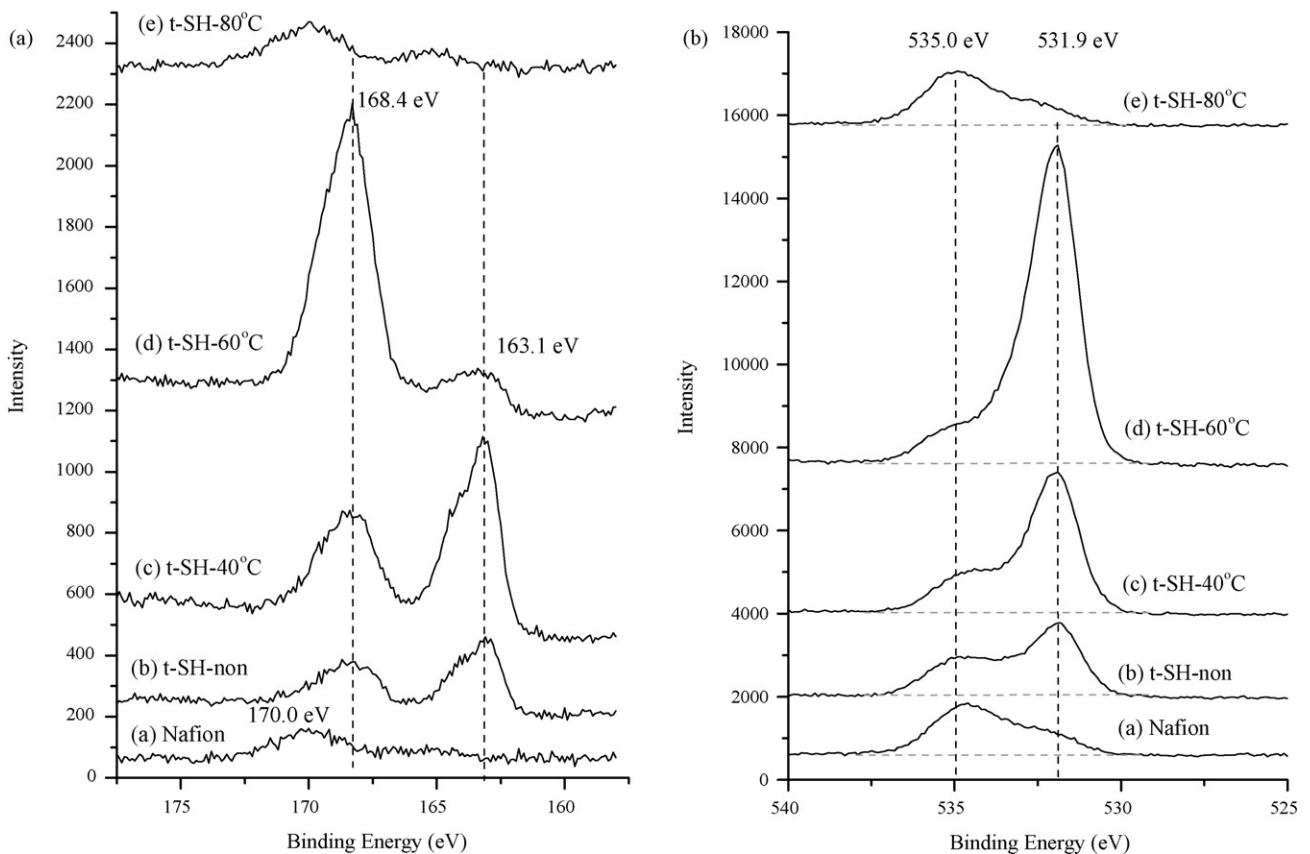 (a)
(e) t-SH-80°C
2400
2200
168.4 eV
2000
1800
1600
(d) t-SH-60°C
1400
163.1 eV
1200
1000
800
(c) t-SH-40°C
600
400
(b) t-SH-non
200
170.0 eV
(a) Nafion
0
175
170
165
160
Intensity
Binding Energy (eV)
(b)
18000
535.0 eV
531.9 eV
16000
(e) t-SH-80°C
14000
12000
10000
(d) t-SH-60°C
8000
6000
(c) t-SH-40°C
4000
(b) t-SH-non
2000
(a) Nafion
0
540
535
530
525
Intensity
Binding Energy (eV)